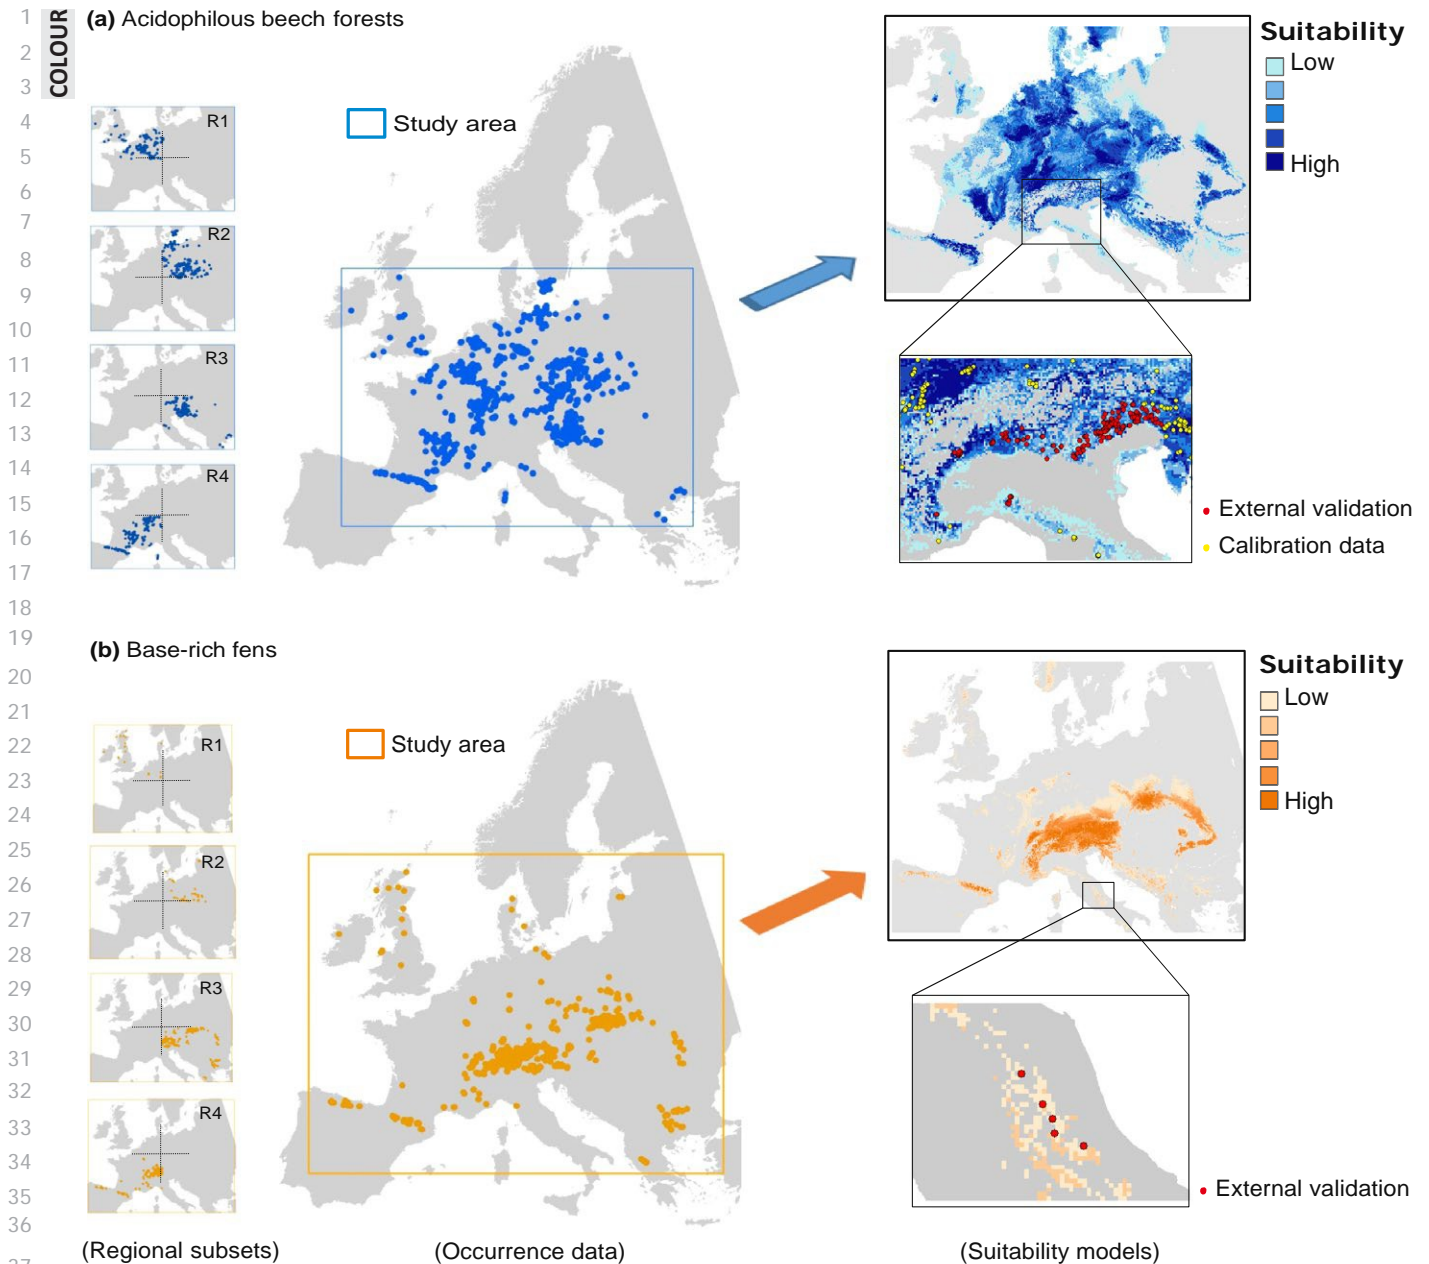 1
2
3
4
5
6
7
8
9
10
11
12
13
14
15
16
17
18
19
20
21
22
23
24
25
26
27
28
29
30
31
32
33
34
35
36
37
COLOUR
(a) Acidophilous beech forests
R1
R2
R3
R4
Study area
Suitability
Low
High
External validation
Calibration data
(b) Base-rich fens
R1
R2
R3
R4
Study area
Suitability
Low
High
External validation
(Regional subsets)
(Occurrence data)
(Suitability models)